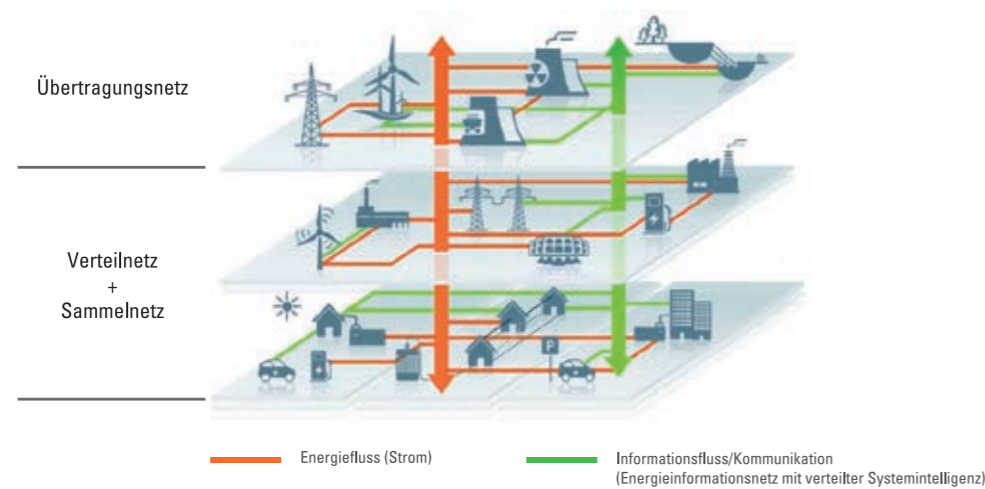 Übertragungsnetz
Verteilnetz
+
Sammelnetz
P
Energiefluss (Strom)
Informationsfluss/Kommunikation
(Energieinformationsnetz mit verteilter Systemintelligenz)